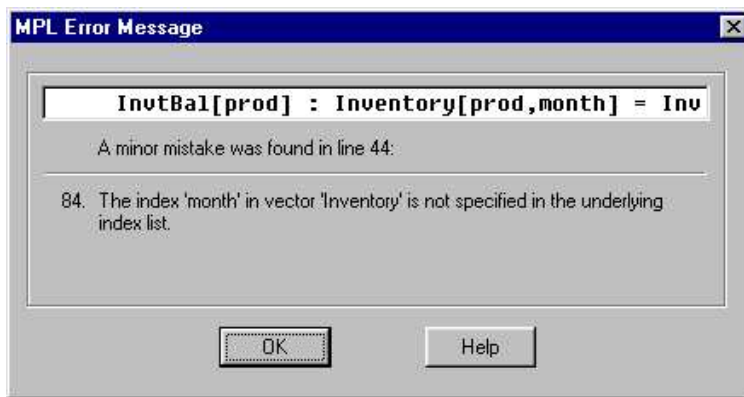 MPL Error Message
InvtBal[prod] : Inventory[prod,month] = Inv
A minor mistake was found in line 44:
84. The index 'month' in vector 'Inventory' is not specified in the underlying
index list.
OK
Help